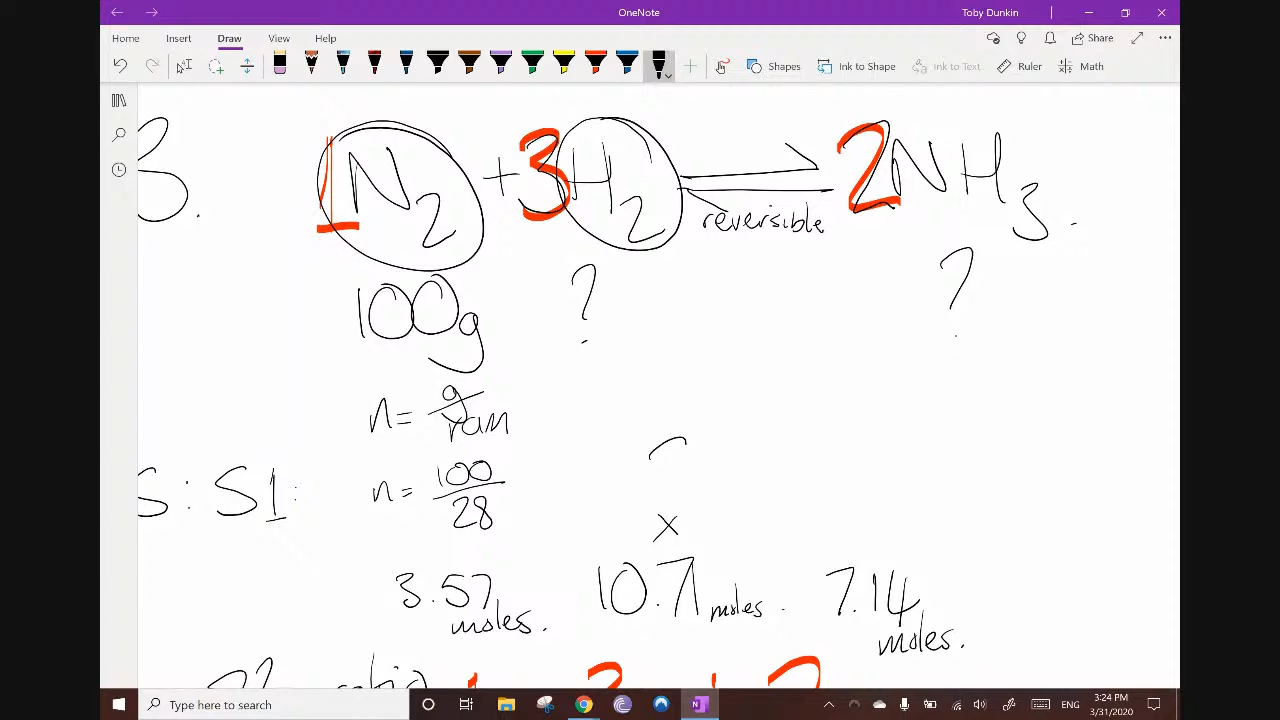 OneNote
Toby Dunkin
Home Insert Draw View Help
Share
Shapes Ink to Shape Ink to Text Ruler Math
3. 1N2 + 3H2 ⇌ 2NH3.
reversible
100g ? ?
n = g/ram
S: S1: n = 100/28
x
3.57 moles. 10.7 moles. 7.14 moles.
ratio
Type here to search
ENG
3:24 PM
3/31/2020